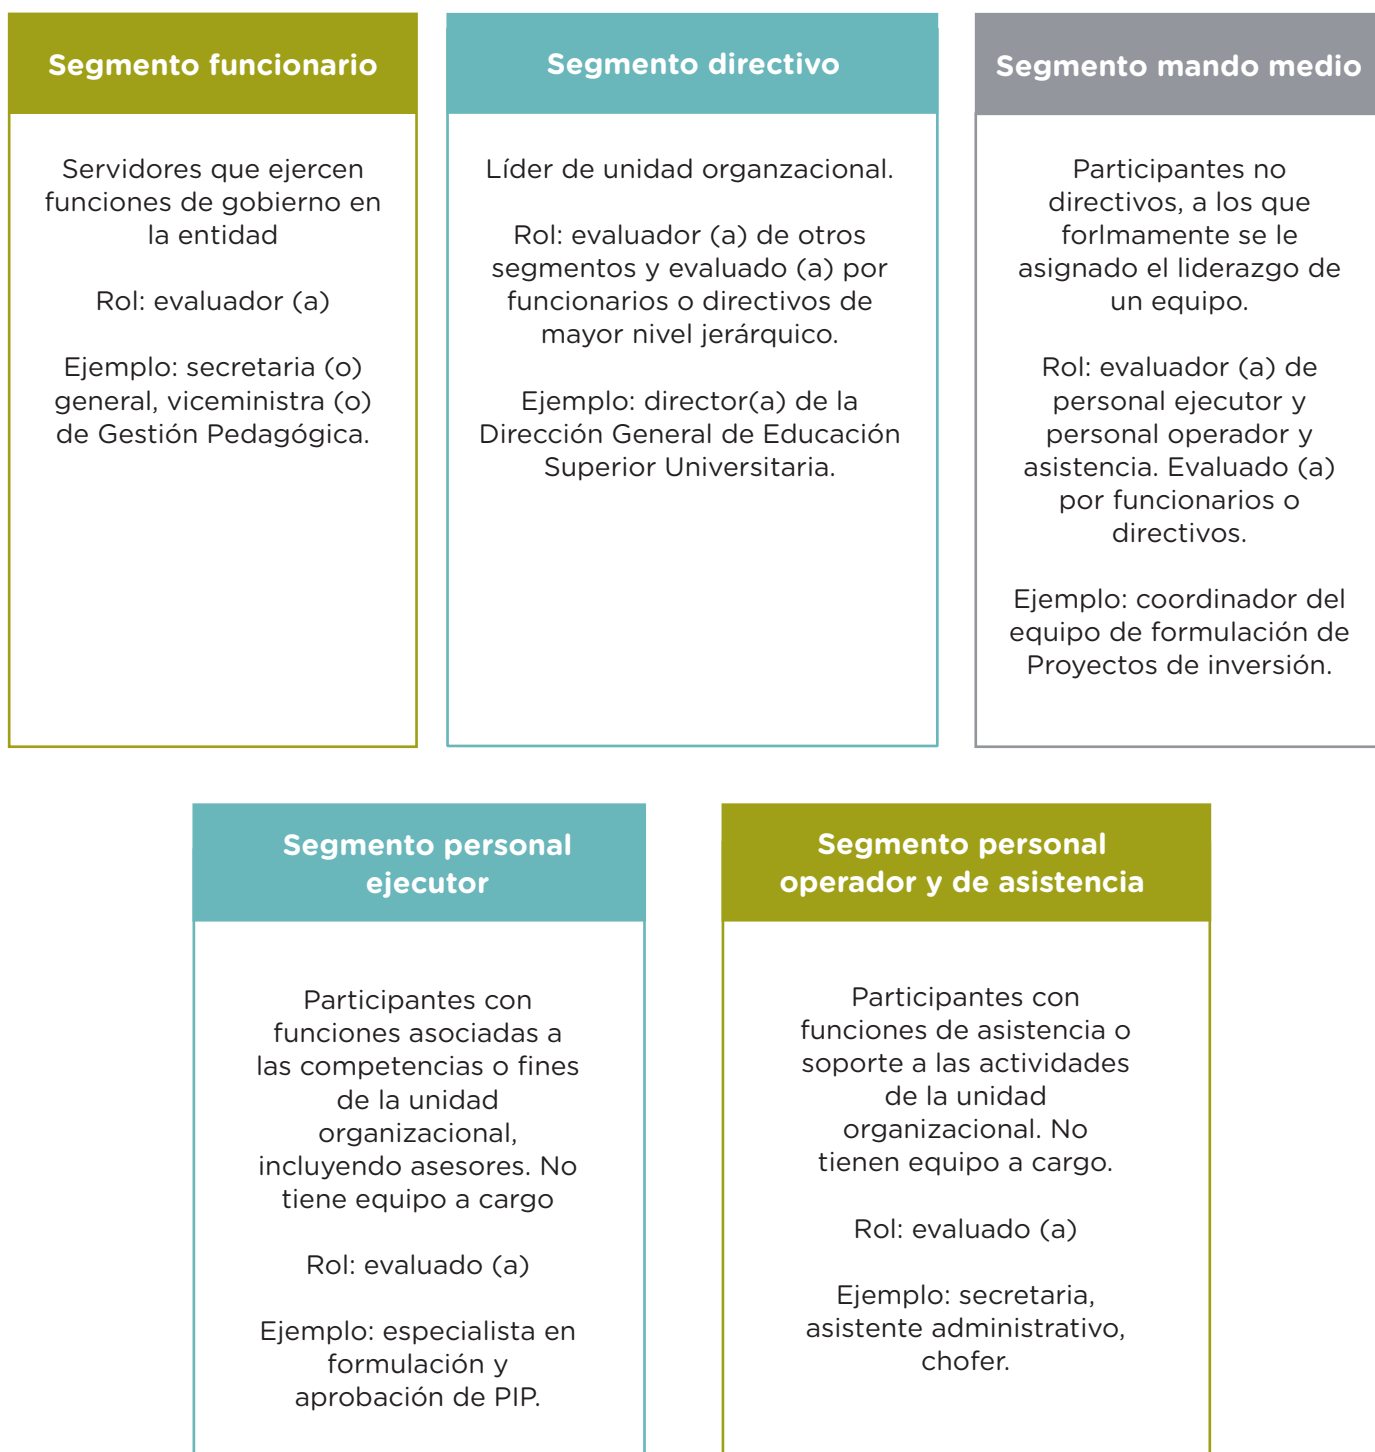 Segmento funcionario
Servidores que ejercen
funciones de gobierno en
la entidad
Rol: evaluador (a)
Ejemplo: secretaria (o)
general, viceministra (o)
de Gestión Pedagógica.
Segmento directivo
Líder de unidad organzacional.
Rol: evaluador (a) de otros
segmentos y evaluado (a) por
funcionarios o directivos de
mayor nivel jerárquico.
Ejemplo: director(a) de la
Dirección General de Educación
Superior Universitaria.
Segmento mando medio
Participantes no
directivos, a los que
forlmamente se le
asignado el liderazgo de
un equipo.
Rol: evaluador (a) de
personal ejecutor y
personal operador y
asistencia. Evaluado (a)
por funcionarios o
directivos.
Ejemplo: coordinador del
equipo de formulación de
Proyectos de inversión.
Segmento personal
ejecutor
Participantes con
funciones asociadas a
las competencias o fines
de la unidad
organizacional,
incluyendo asesores. No
tiene equipo a cargo
Rol: evaluado (a)
Ejemplo: especialista en
formulación y
aprobación de PIP.
Segmento personal
operador y de asistencia
Participantes con
funciones de asistencia o
soporte a las actividades
de la unidad
organizacional. No
tienen equipo a cargo.
Rol: evaluado (a)
Ejemplo: secretaria,
asistente administrativo,
chofer.